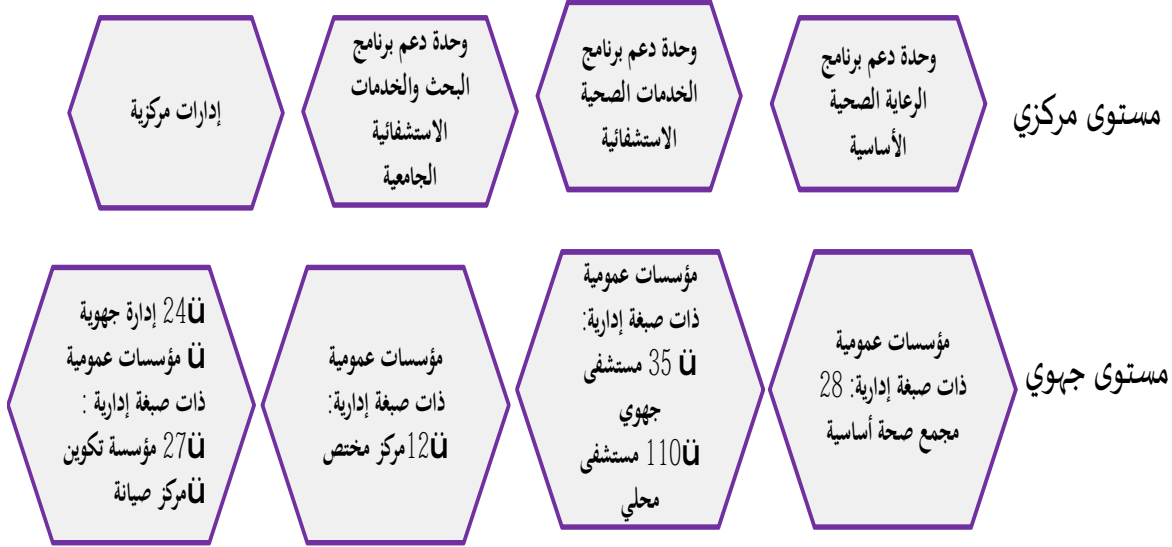 مستوى مركزي
وحدة دعم برنامج
الرعاية الصحية
الأساسية
وحدة دعم برنامج
الخدمات الصحية
الاستشفائية
وحدة دعم برنامج
البحث والخدمات
الاستشفائية
الجامعية
إدارات مركزية
مستوى جهوي
مؤسسات عمومية
ذات صبغة إدارية: 28
مجمع صحة أساسية
مؤسسات عمومية
ذات صبغة إدارية:
Ü 35 مستشفى
جهوي
Ü110 مستشفى
محلي
مؤسسات عمومية
ذات صبغة إدارية:
Ü12مركز مختص
Ü24 إدارة جهوية
Ü مؤسسات عمومية
ذات صبغة إدارية :
Ü27 مؤسسة تكوين
Üمركز صيانة